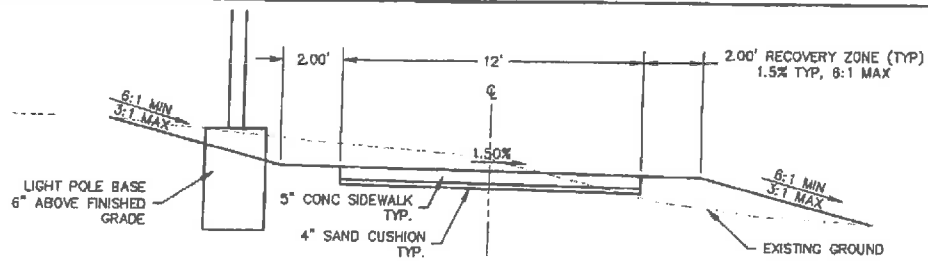 2.00'
12'
2.00' RECOVERY ZONE (TYP)
1.5% TYP, 6:1 MAX
℄
6:1 MIN
3:1 MAX
1.50%
LIGHT POLE BASE
6" ABOVE FINISHED
GRADE
5" CONC SIDEWALK
TYP.
4" SAND CUSHION
TYP.
6:1 MIN
3:1 MAX
EXISTING GROUND